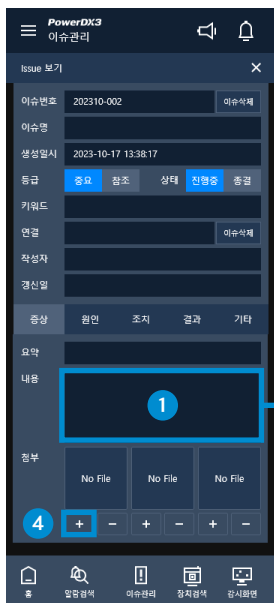 PowerDX3
이슈관리
Issue 보기
이슈번호 202310-002 이슈삭제
이슈명
생성일시 2023-10-17 13:38:17
등급 중요 참조 상태 진행중 종결
키워드
연결 이슈삭제
작성자
갱신일
증상 원인 조치 결과 기타
요약
내용
1
첨부
No File No File No File
4 + - + - + -
홈 알람검색 이슈관리 장치검색 감시화면